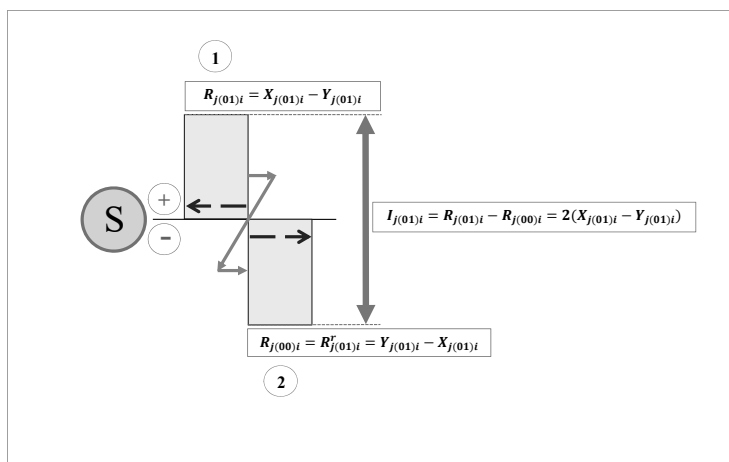 1
R_{j(01)i} = X_{j(01)i} − Y_{j(01)i}
+
S
−
I_{j(01)i} = R_{j(01)i} − R_{j(00)i} = 2(X_{j(01)i} − Y_{j(01)i})
R_{j(00)i} = R^r_{j(01)i} = Y_{j(01)i} − X_{j(01)i}
2